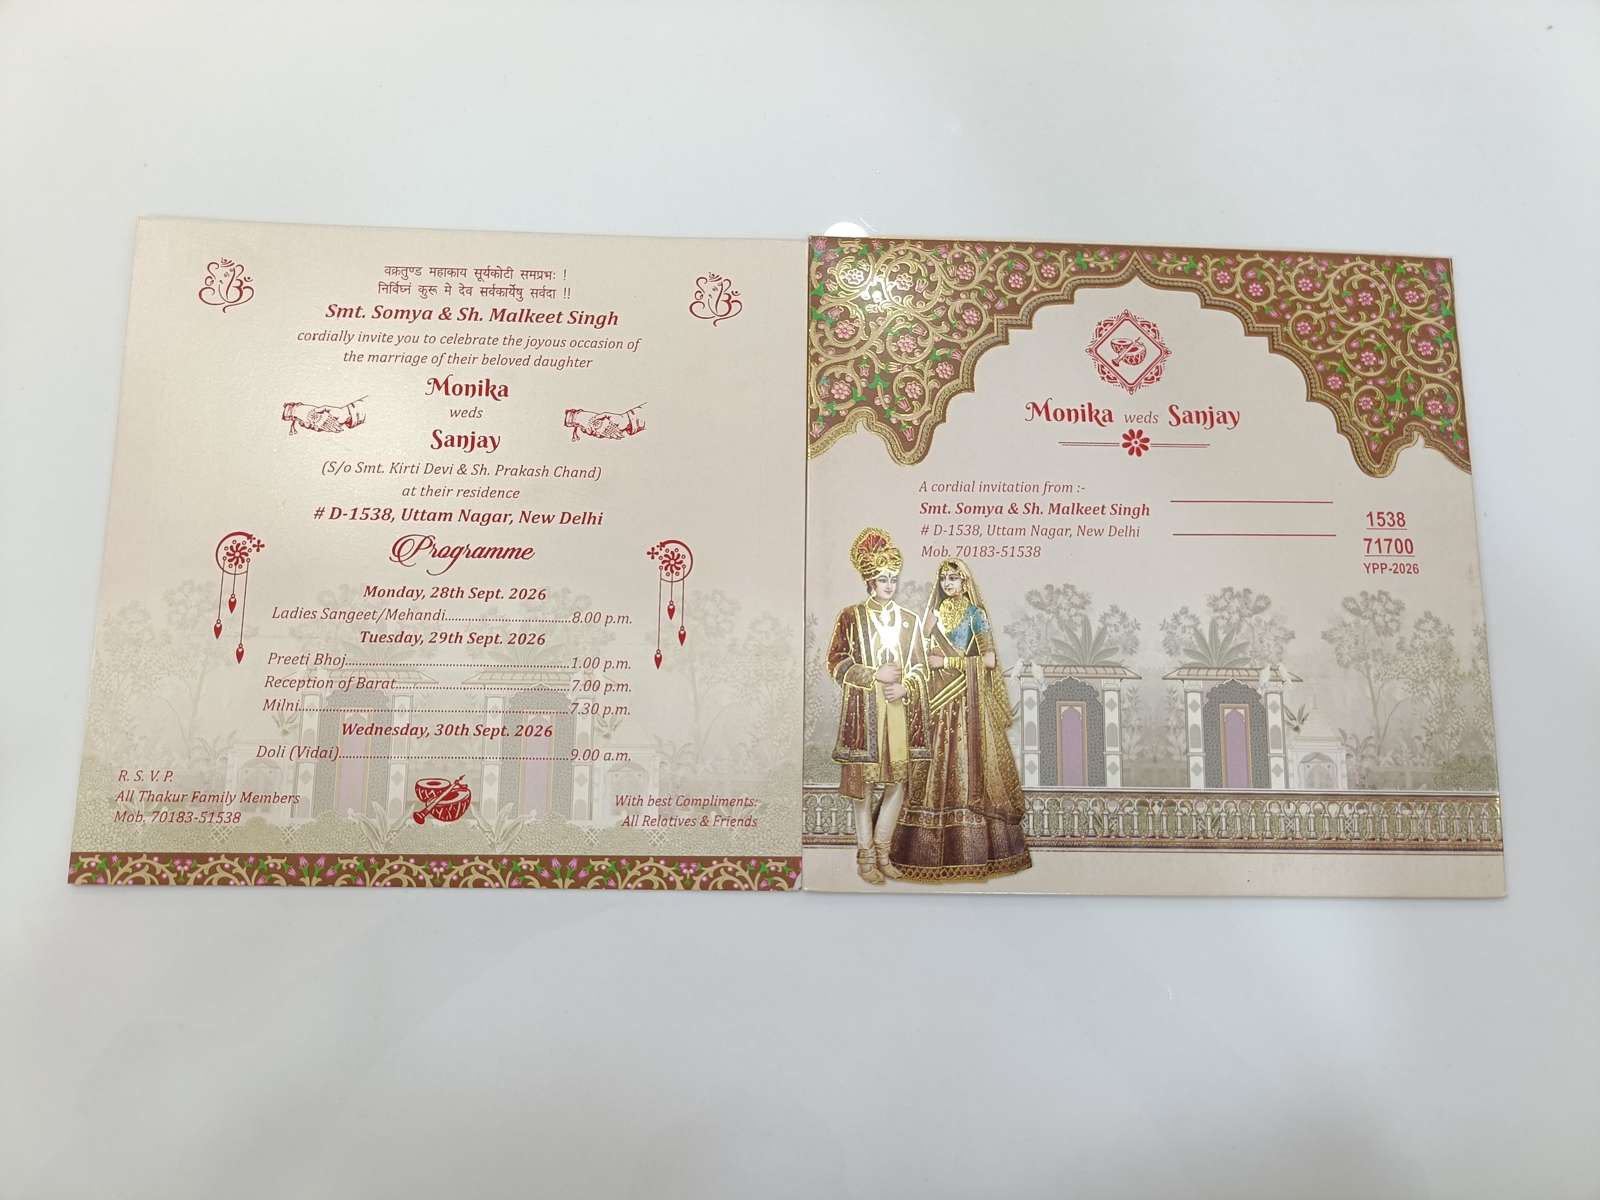 वक्रतुण्ड महाकाय सूर्यकोटी समप्रभः !
निर्विघ्नं कुरू मे देव सर्वकार्येषु सर्वदा !!
Smt. Somya & Sh. Malkeet Singh
cordially invite you to celebrate the joyous occasion of
the marriage of their beloved daughter
Monika
weds
Sanjay
(S/o Smt. Kirti Devi & Sh. Prakash Chand)
at their residence
# D-1538, Uttam Nagar, New Delhi
Programme
Monday, 28th Sept. 2026
Ladies Sangeet/Mehandi......................................8.00 p.m.
Tuesday, 29th Sept. 2026
Preeti Bhoj....................................................................1.00 p.m.
Reception of Barat....................................................7.00 p.m.
Milni................................................................................7.30 p.m.
Wednesday, 30th Sept. 2026
Doli (Vidai)....................................................................9.00 a.m.
R. S. V. P.
All Thakur Family Members
Mob. 70183-51538
With best Compliments:
All Relatives & Friends
Monika weds Sanjay
A cordial invitation from :-
Smt. Somya & Sh. Malkeet Singh
# D-1538, Uttam Nagar, New Delhi
Mob. 70183-51538
1538
71700
YPP-2026